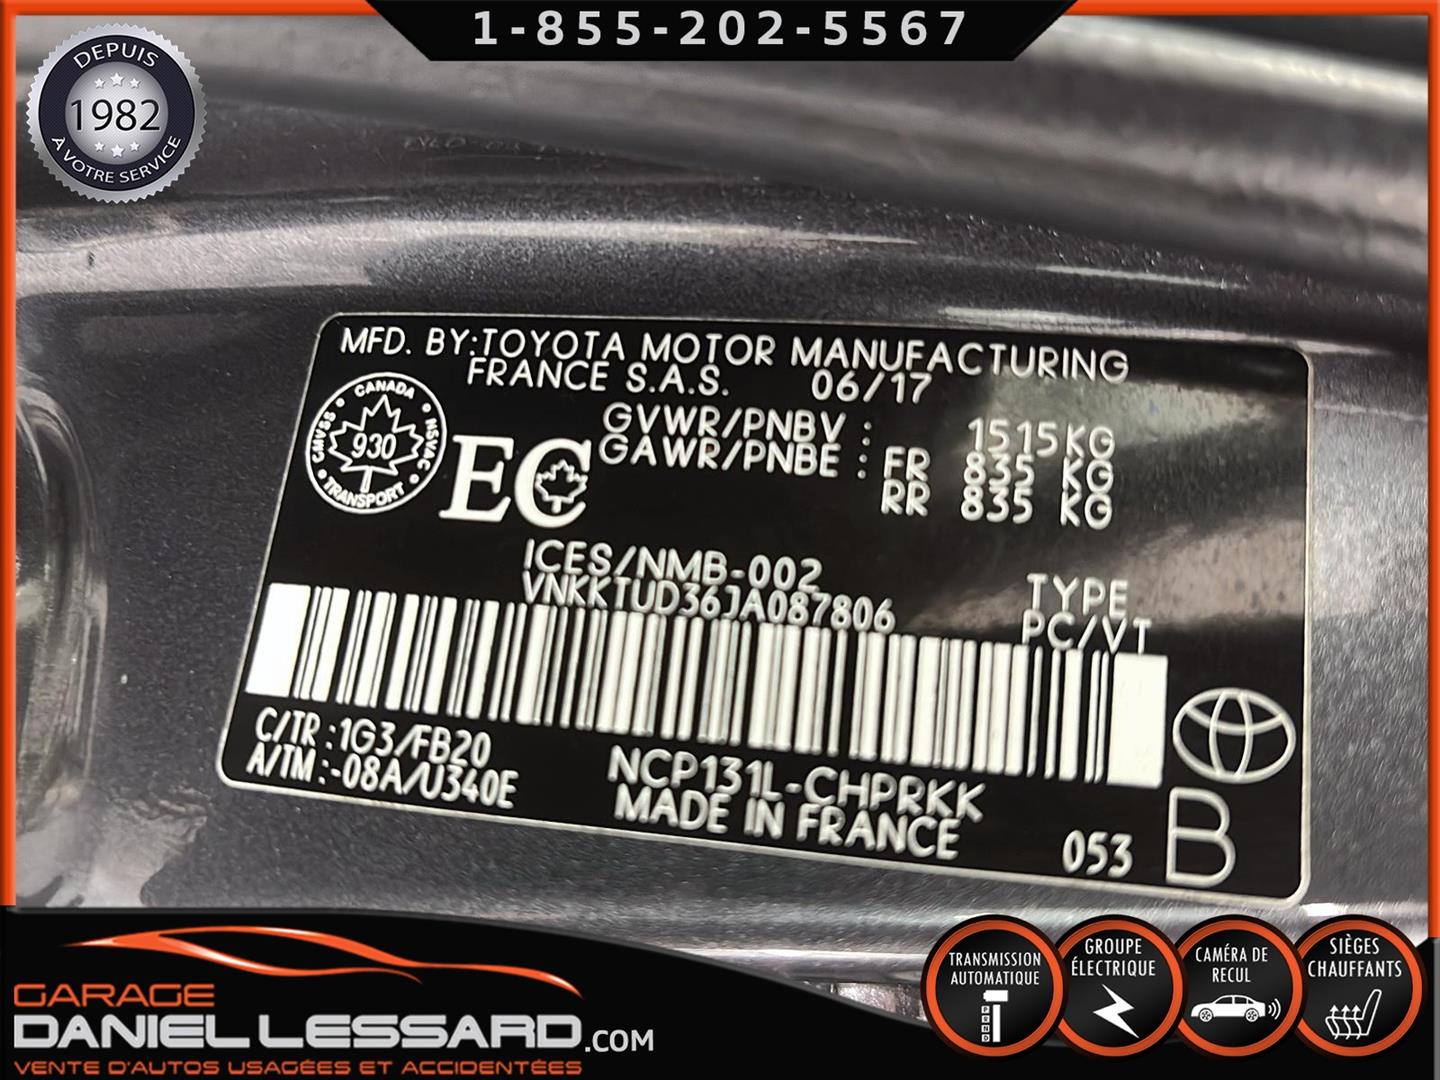 1-855-202-5567
DEPUIS
1982
À VOTRE SERVICE
MFD. BY:TOYOTA MOTOR MANUFACTURING
FRANCE S.A.S. 06/17
CANADA
CMVSS NSVAC
930
TRANSPORT
EC
GVWR/PNBV : 1515KG
GAWR/PNBE : FR 835 KG
RR 835 KG
ICES/NMB-002
VNKKTUD36JA087806
TYPE
PC/VT
C/TR :1G3/FB20
A/TM :-08A/U340E
NCP131L-CHPRKK
MADE IN FRANCE
053
B
GARAGE
DANIEL LESSARD.COM
VENTE D'AUTOS USAGÉES ET ACCIDENTÉES
TRANSMISSION
AUTOMATIQUE
P
R
N
D
GROUPE
ÉLECTRIQUE
CAMÉRA DE
RECUL
SIÈGES
CHAUFFANTS